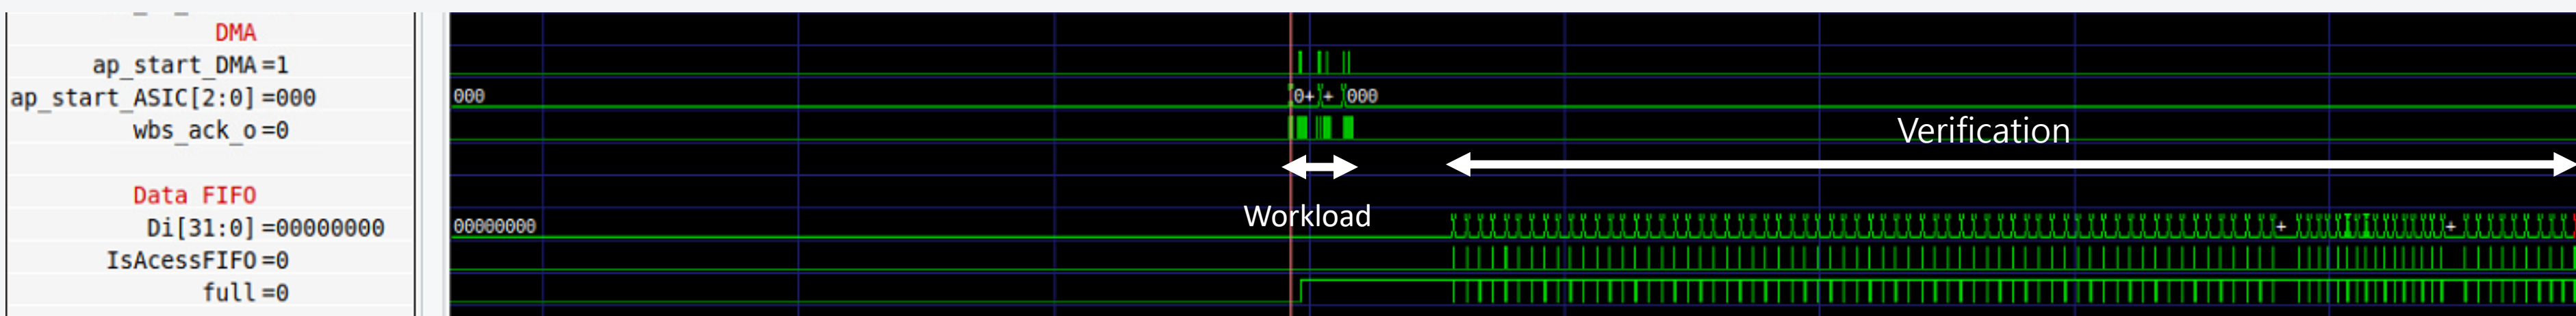 DMA
ap_start_DMA=1
ap_start_ASIC[2:0]=000
000
0+
+
000
wbs_ack_o=0
Verification
Data FIFO
Workload
Di[31:0]=00000000
00000000
+
+
IsAcessFIFO=0
full=0